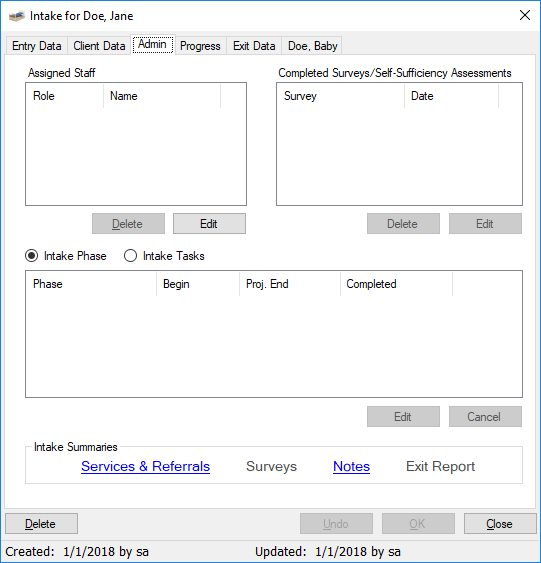 Intake for Doe, Jane
Entry Data Client Data Admin Progress Exit Data Doe, Baby
Assigned Staff Completed Surveys/Self-Sufficiency Assessments
Role Name Survey Date
Delete Edit Delete Edit
Intake Phase Intake Tasks
Phase Begin Proj. End Completed
Edit Cancel
Intake Summaries
Services & Referrals Surveys Notes Exit Report
Delete Undo OK Close
Created: 1/1/2018 by sa Updated: 1/1/2018 by sa